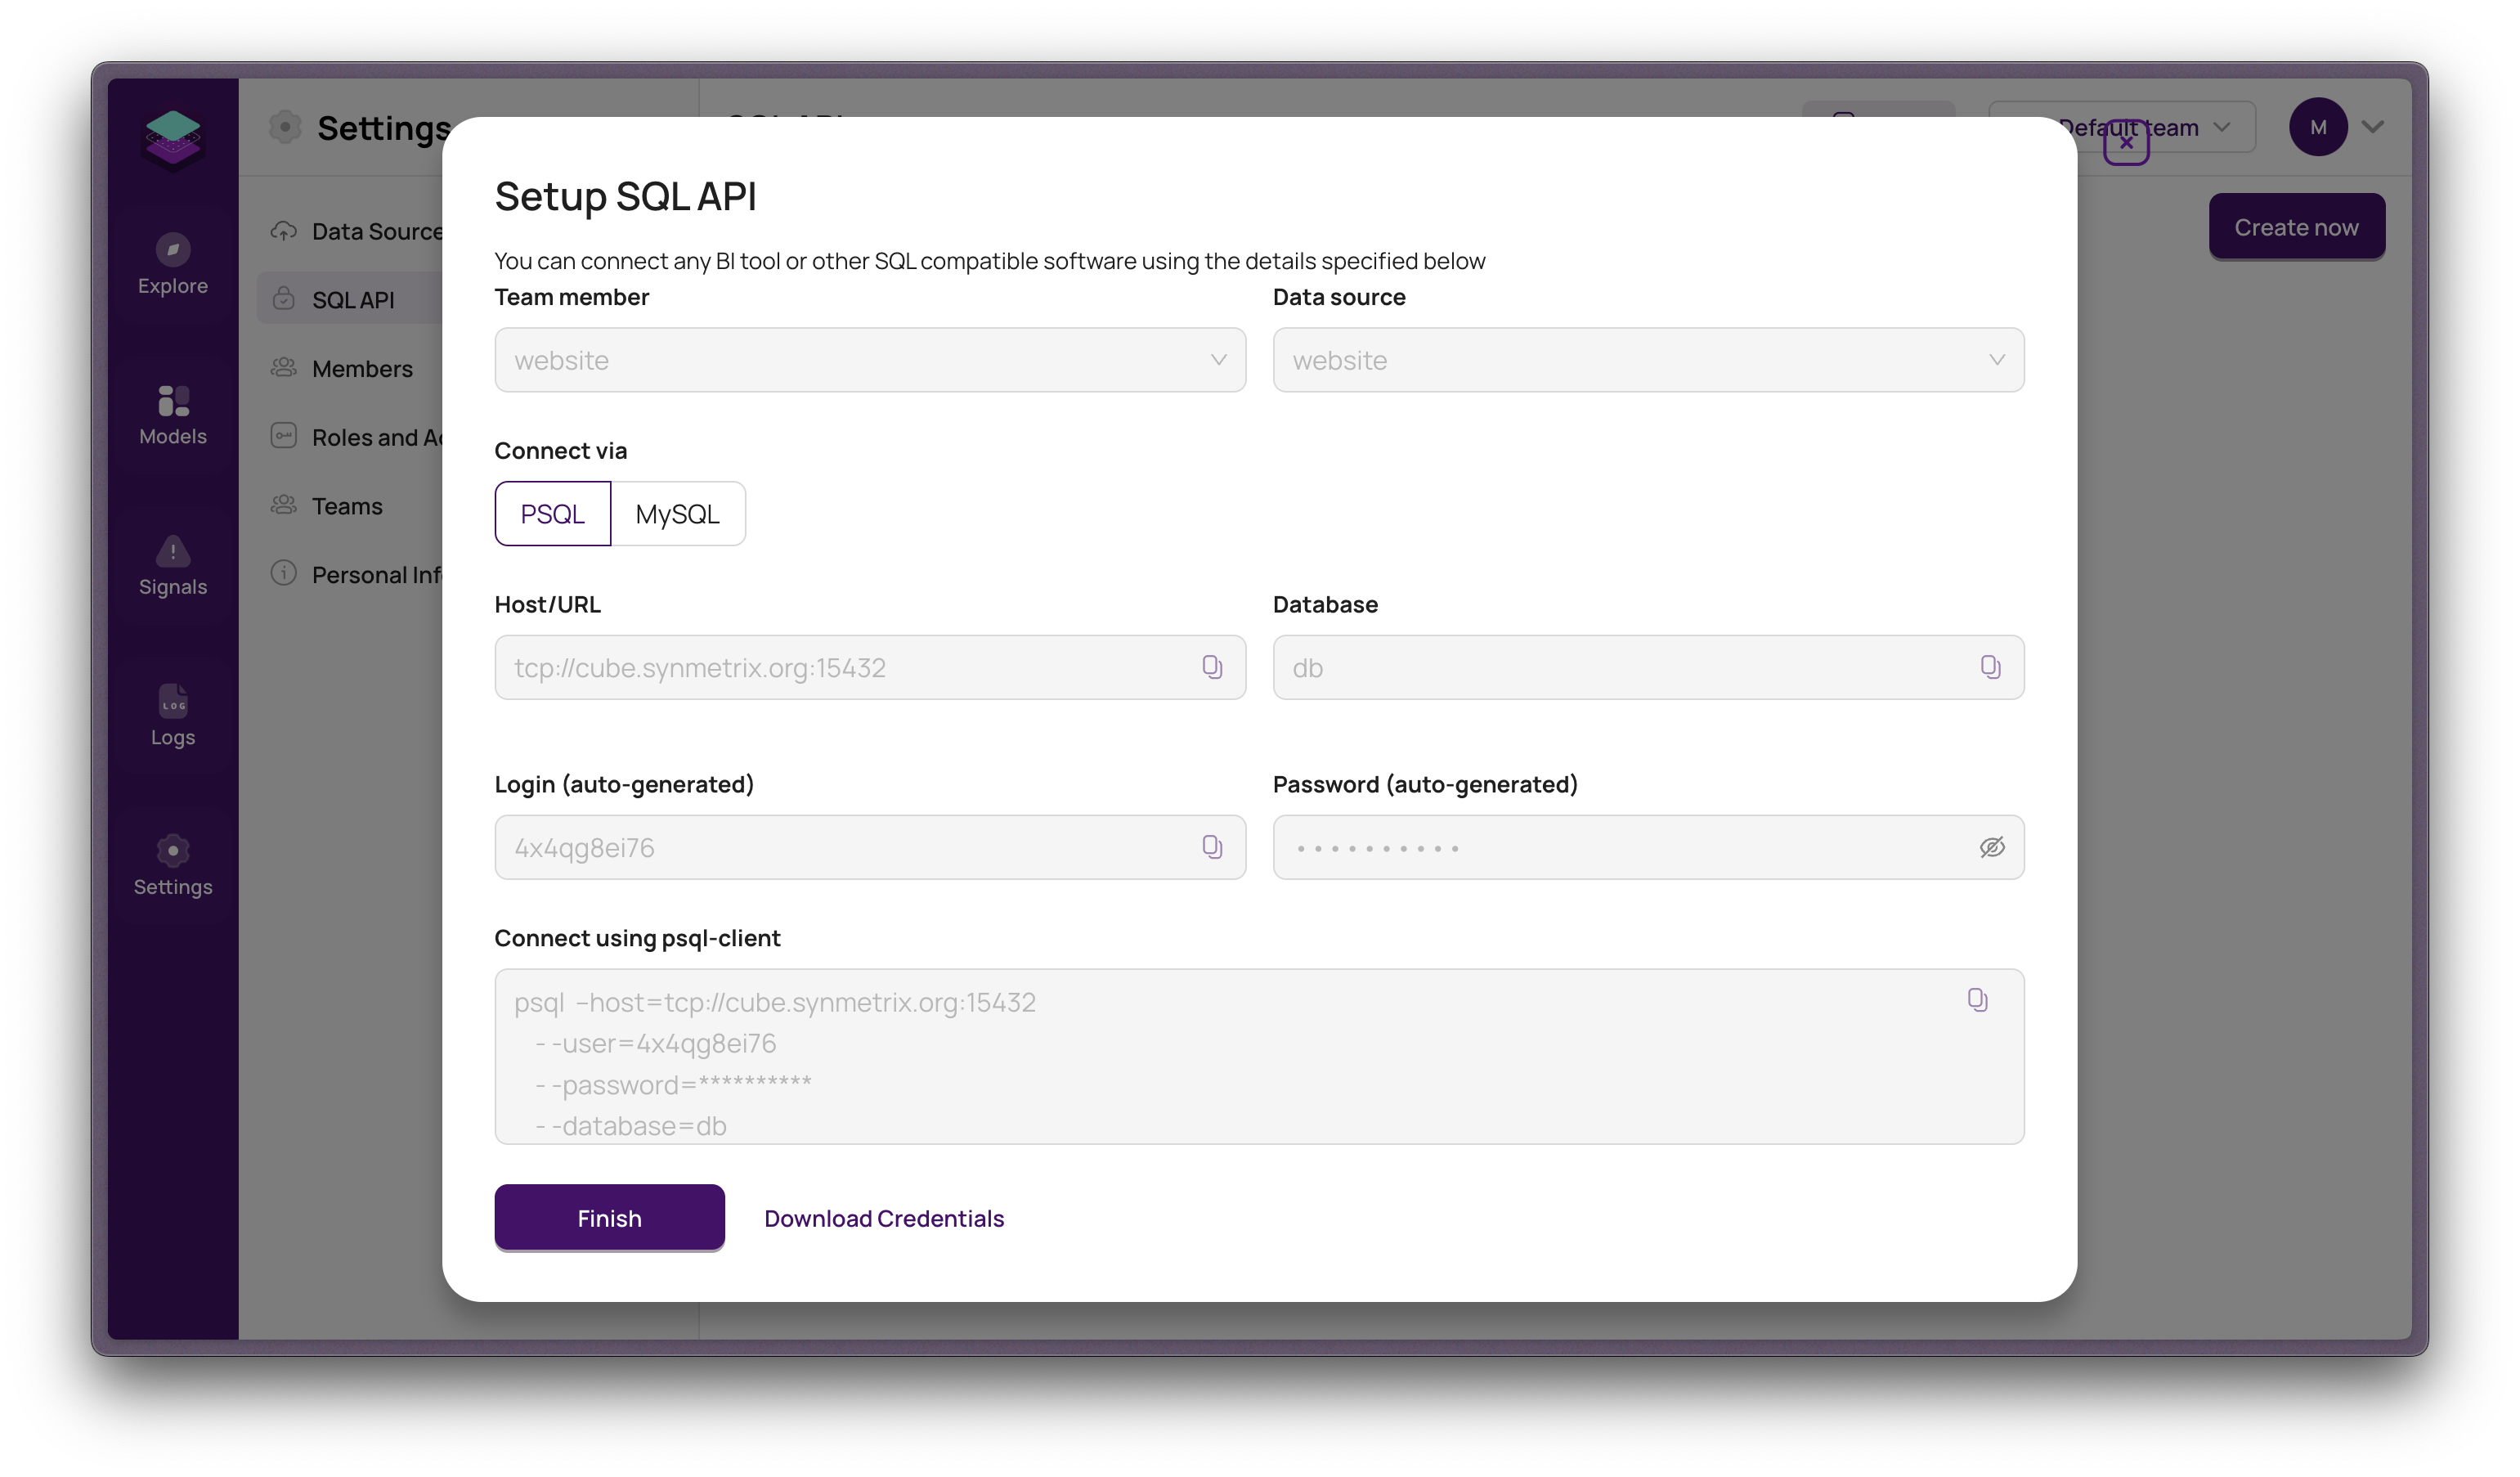 Settings
Default team
M
Explore
Models
Signals
LOG
Logs
Settings
Data Source
SQL API
Members
Roles and Ac
Teams
Personal Inf
Create now
Setup SQL API
You can connect any BI tool or other SQL compatible software using the details specified below
Team member
Data source
website
website
Connect via
PSQL
MySQL
Host/URL
Database
tcp://cube.synmetrix.org:15432
db
Login (auto-generated)
Password (auto-generated)
4x4qg8ei76
••••••••••
Connect using psql-client
psql --host=tcp://cube.synmetrix.org:15432
- -user=4x4qg8ei76
- -password=**********
- -database=db
Finish
Download Credentials